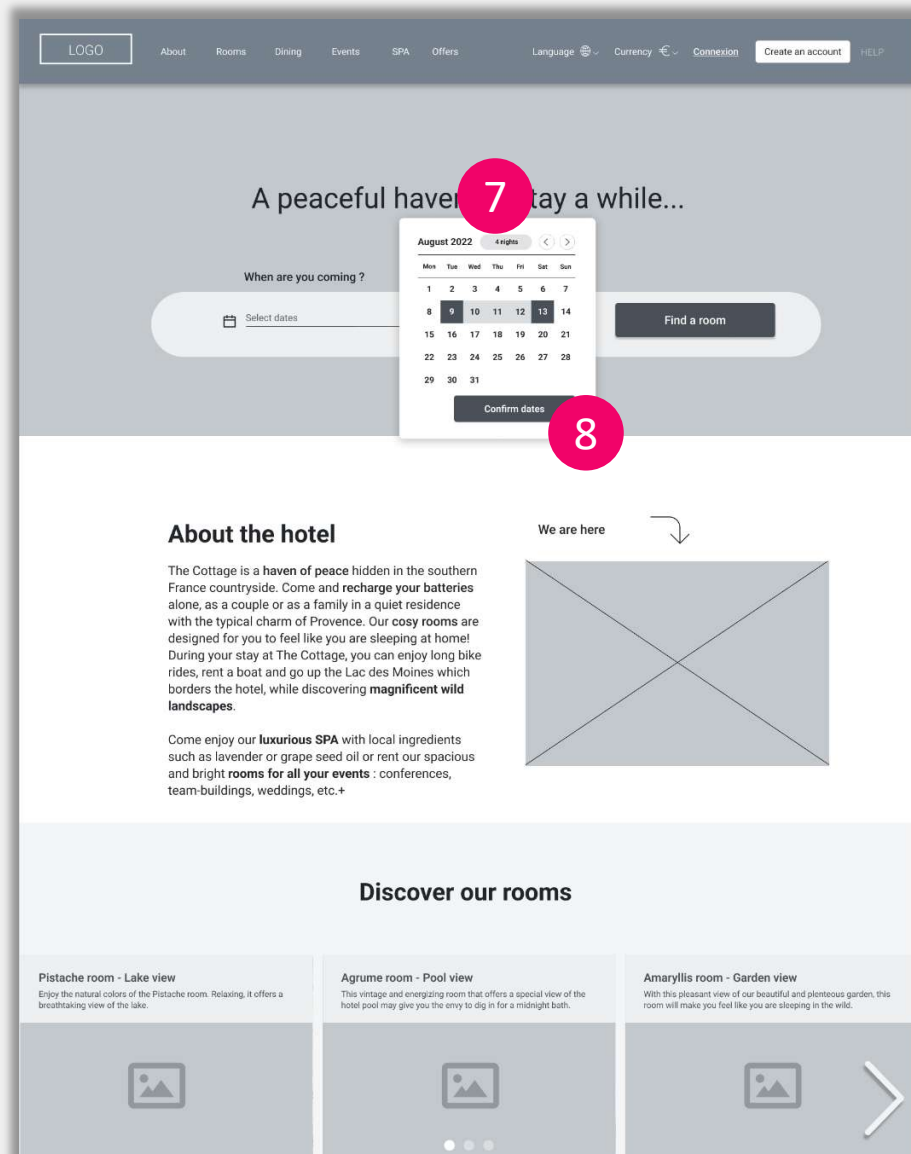 LOGO About Rooms Dining Events SPA Offers Language Currency € Connexion Create an account HELP
A peaceful haven tay a while...
7
August 2022 4 nights
Mon Tue Wed Thu Fri Sat Sun
1 2 3 4 5 6 7
8 9 10 11 12 13 14
15 16 17 18 19 20 21
22 23 24 25 26 27 28
29 30 31
Confirm dates
8
When are you coming ?
Select dates
Find a room
About the hotel
The Cottage is a haven of peace hidden in the southern
France countryside. Come and recharge your batteries
alone, as a couple or as a family in a quiet residence
with the typical charm of Provence. Our cosy rooms are
designed for you to feel like you are sleeping at home!
During your stay at The Cottage, you can enjoy long bike
rides, rent a boat and go up the Lac des Moines which
borders the hotel, while discovering magnificent wild
landscapes.
Come enjoy our luxurious SPA with local ingredients
such as lavender or grape seed oil or rent our spacious
and bright rooms for all your events : conferences,
team-buildings, weddings, etc.+
We are here
Discover our rooms
Pistache room - Lake view
Enjoy the natural colors of the Pistache room. Relaxing, it offers a
breathtaking view of the lake.
Agrume room - Pool view
This vintage and energizing room that offers a special view of the
hotel pool may give you the envy to dig in for a midnight bath.
Amaryllis room - Garden view
With this pleasant view of our beautiful and plenteous garden, this
room will make you feel like you are sleeping in the wild.